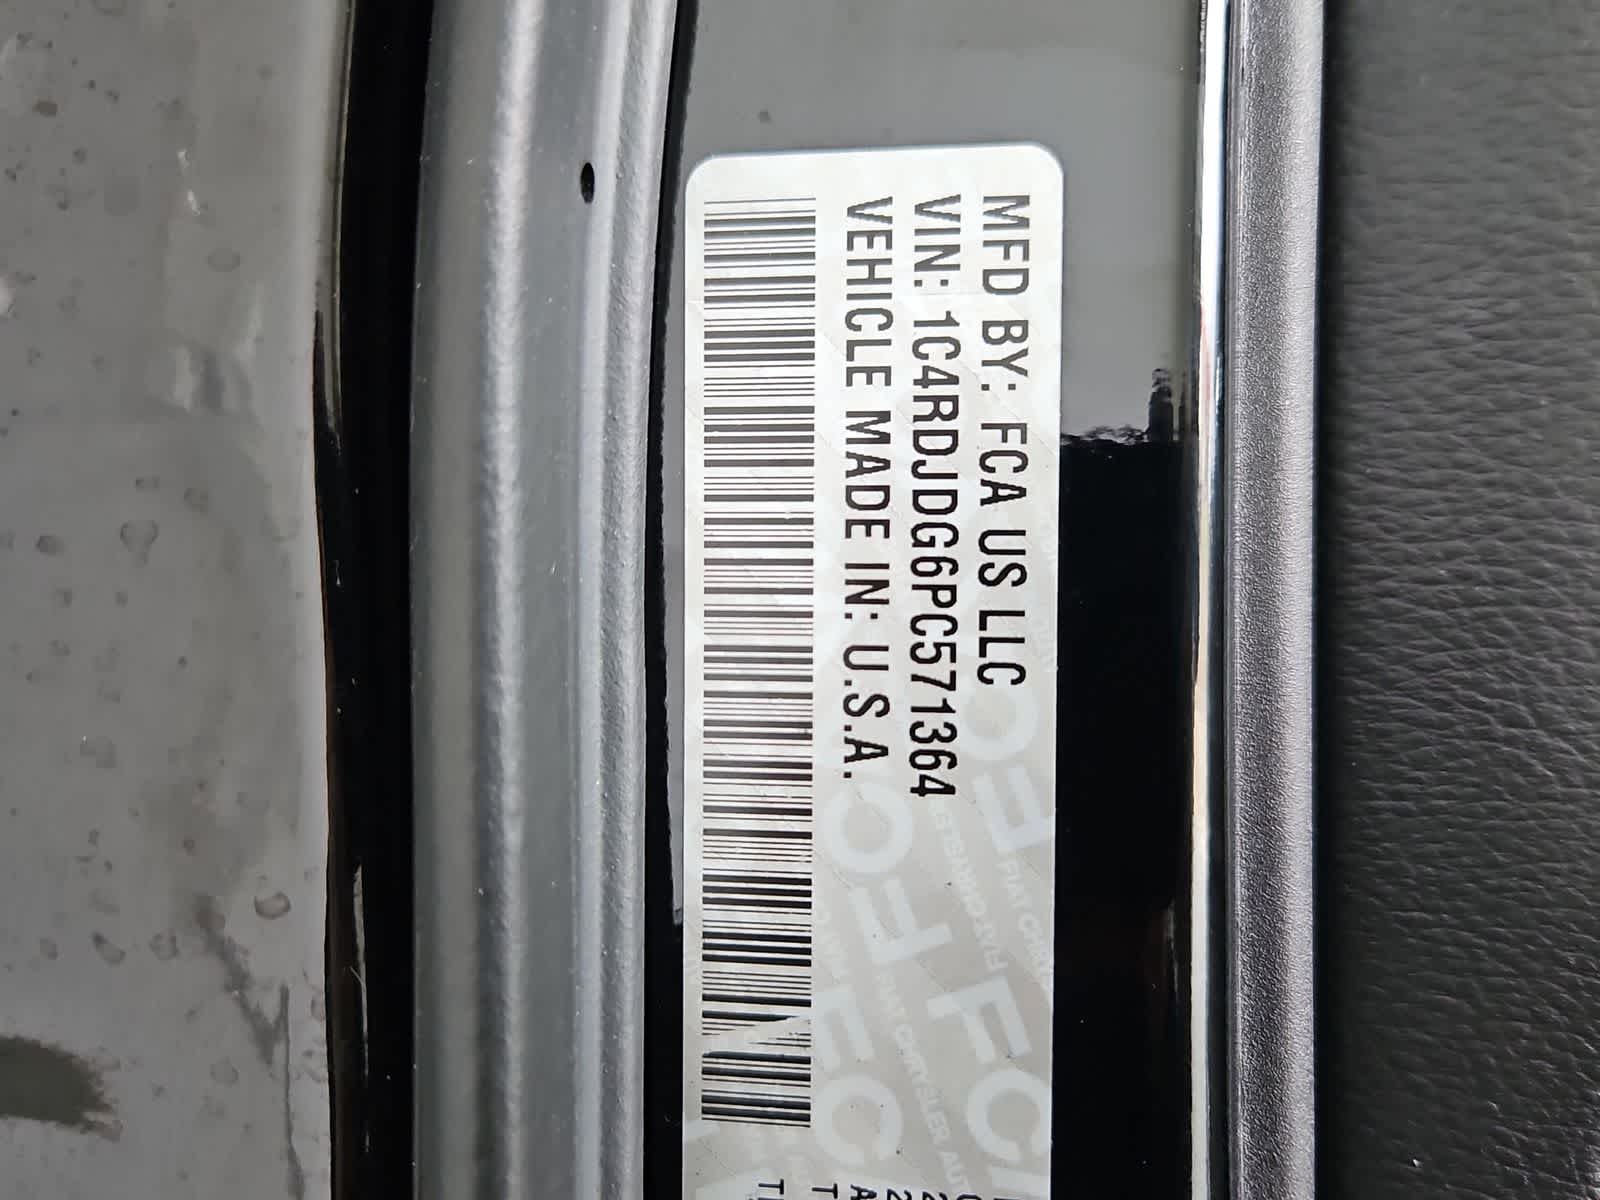 MFD BY: FCA US LLC
VIN: 1C4RDJDG6PC571364
VEHICLE MADE IN: U.S.A.